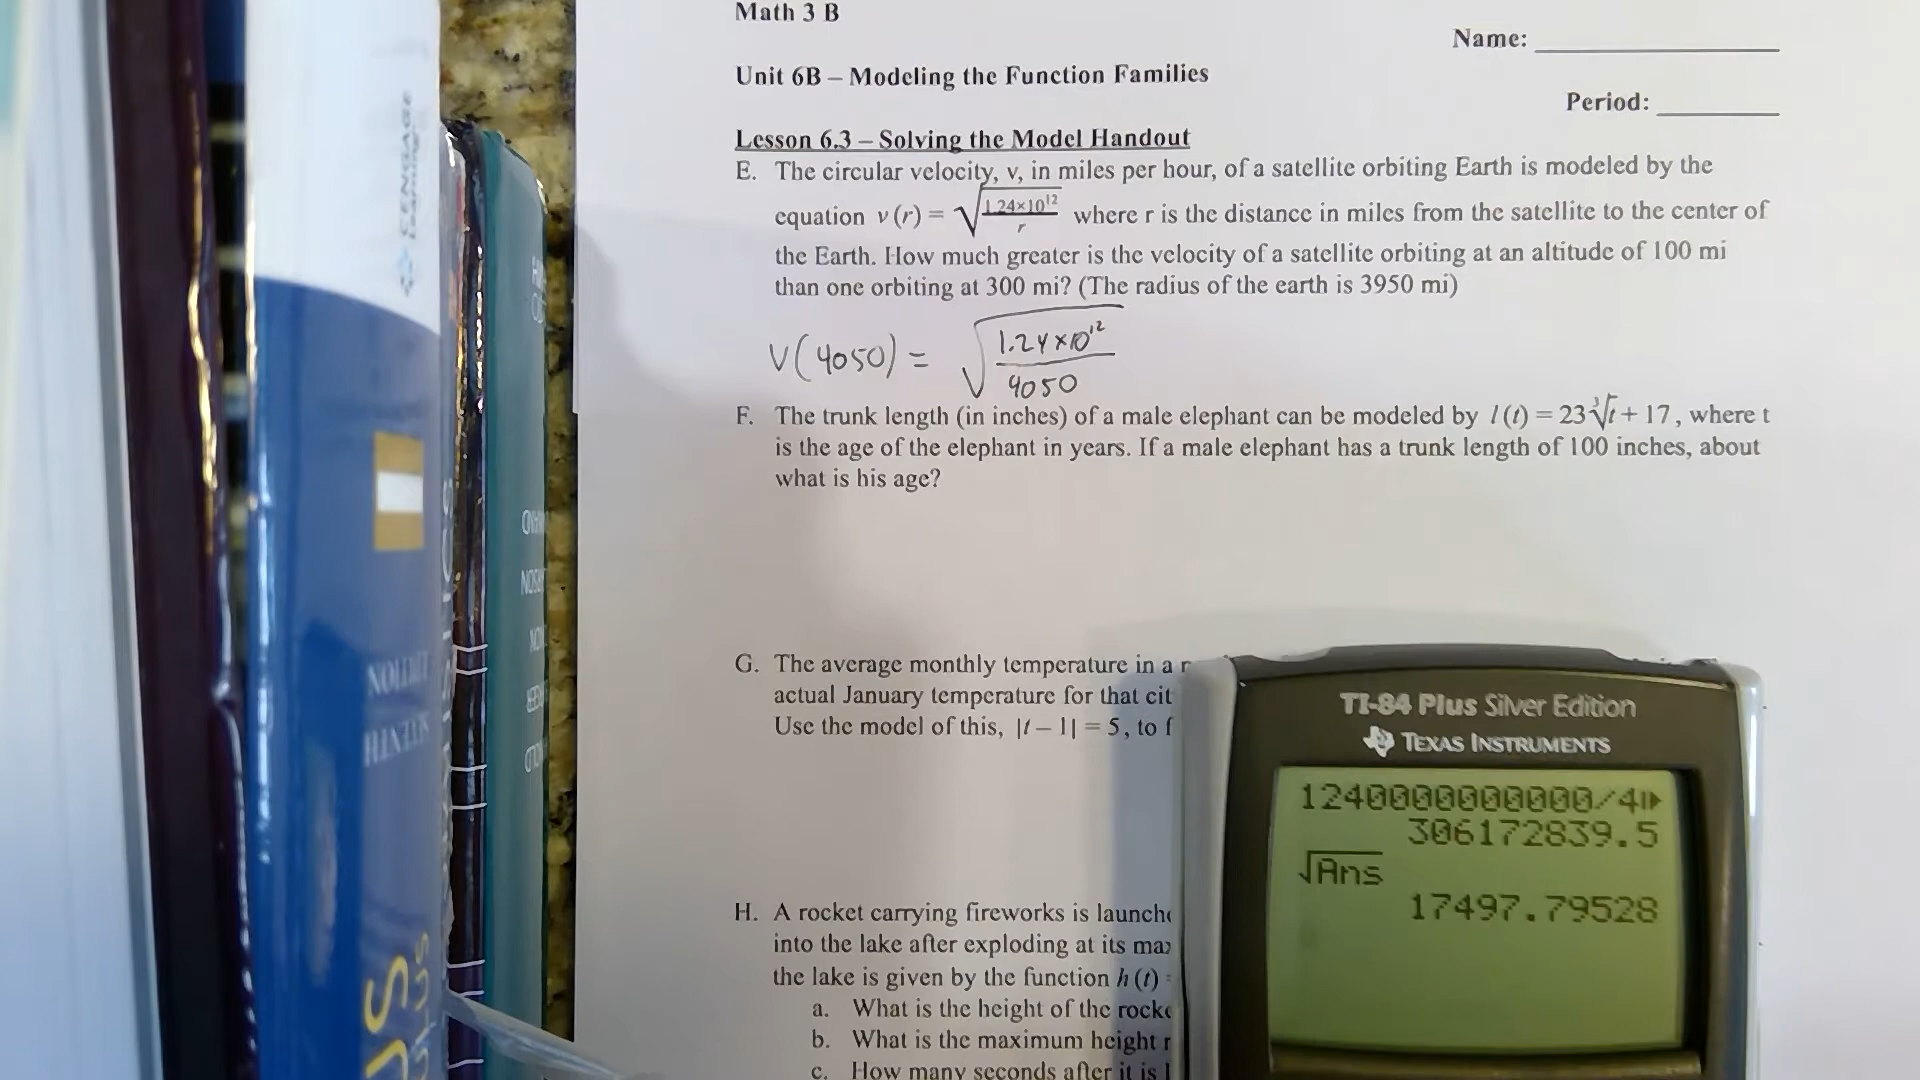 Math 3 B
Name:
Unit 6B – Modeling the Function Families
Period:
Lesson 6.3 – Solving the Model Handout
E. The circular velocity, v, in miles per hour, of a satellite orbiting Earth is modeled by the
equation v(r) = √(1.24×10¹²/r) where r is the distance in miles from the satellite to the center of
the Earth. How much greater is the velocity of a satellite orbiting at an altitude of 100 mi
than one orbiting at 300 mi? (The radius of the earth is 3950 mi)
V(4050) = √(1.24×10¹²/4050)
F. The trunk length (in inches) of a male elephant can be modeled by l(t) = 23∛t + 17, where t
is the age of the elephant in years. If a male elephant has a trunk length of 100 inches, about
what is his age?
G. The average monthly temperature in a
actual January temperature for that cit
Use the model of this, |t – 1| = 5, to f
H. A rocket carrying fireworks is launch
into the lake after exploding at its max
the lake is given by the function h(t) =
a. What is the height of the rocke
b. What is the maximum height r
c. How many seconds after it is l
TI-84 Plus Silver Edition
TEXAS INSTRUMENTS
1240000000000/40
306172839.5
√Ans
17497.79528
CENGAGE
Learning
SIXTH
EDITION